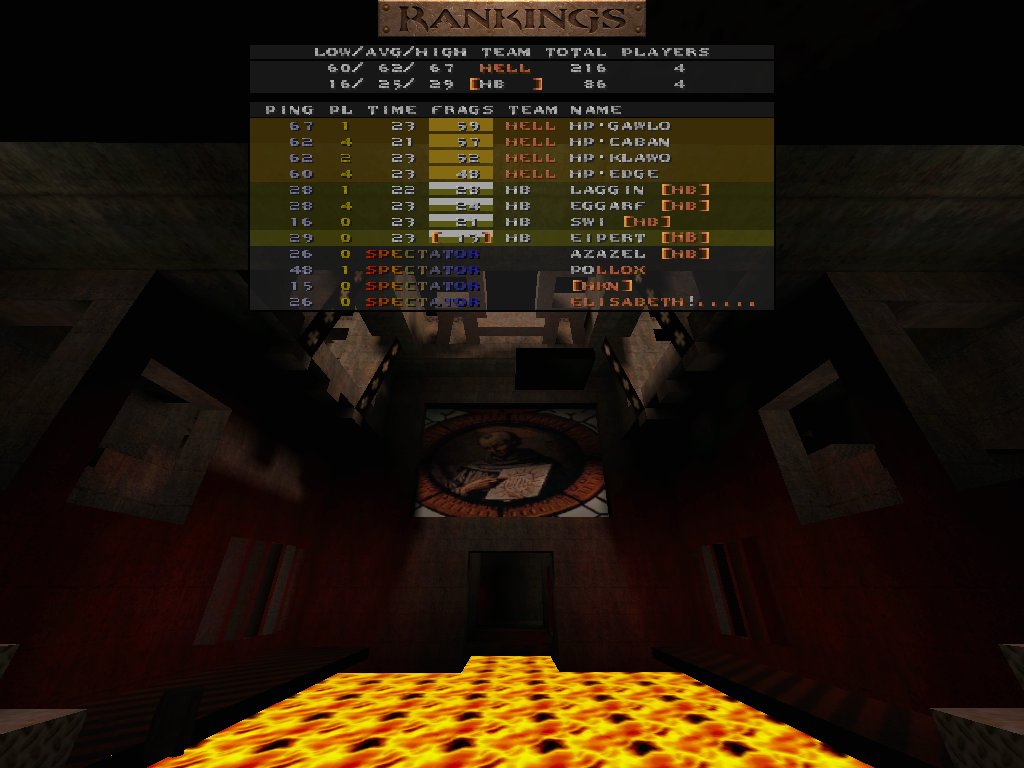 RANKINGS
LOW/AVG/HIGH TEAM TOTAL PLAYERS
60/ 62/ 67 HELL 216 4
16/ 25/ 29 [HB ] 86 4
PING PL TIME FRAGS TEAM NAME
67 1 23 59 HELL HP·GAWLO
62 4 21 57 HELL HP·CABAN
62 2 23 52 HELL HP·KLAWO
60 4 23 48 HELL HP·EDGE
28 1 22 28 HB LAGGIN [HB]
28 4 23 24 HB EGGARF [HB]
16 0 23 21 HB SWI [HB]
29 0 23 [ 13] HB EIPERT [HB]
26 0 SPECTATOR AZAZEL [HB]
48 1 SPECTATOR POLLOX
15 0 SPECTATOR
26 0 SPECTATOR ELISABETH!.....